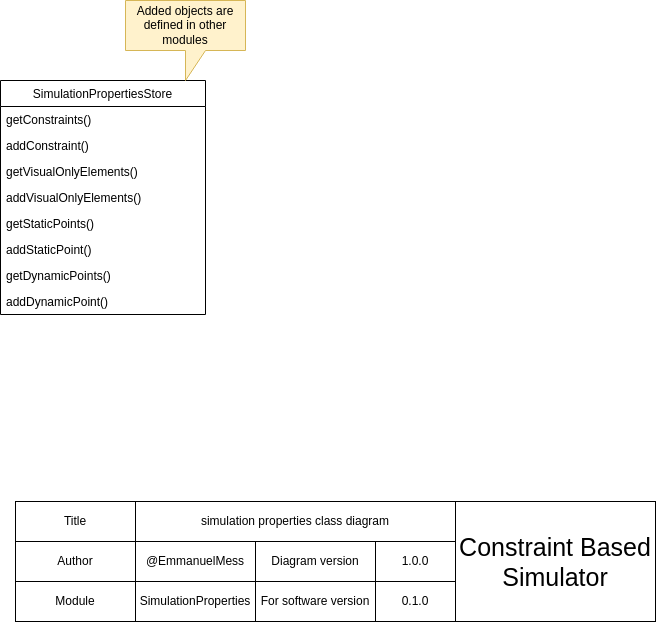 Added objects are
defined in other
modules
SimulationPropertiesStore
getConstraints()
addConstraint()
getVisualOnlyElements()
addVisualOnlyElements()
getStaticPoints()
addStaticPoint()
getDynamicPoints()
addDynamicPoint()
Title simulation properties class diagram
Author @EmmanuelMess Diagram version 1.0.0
Module SimulationProperties For software version 0.1.0
Constraint Based
Simulator